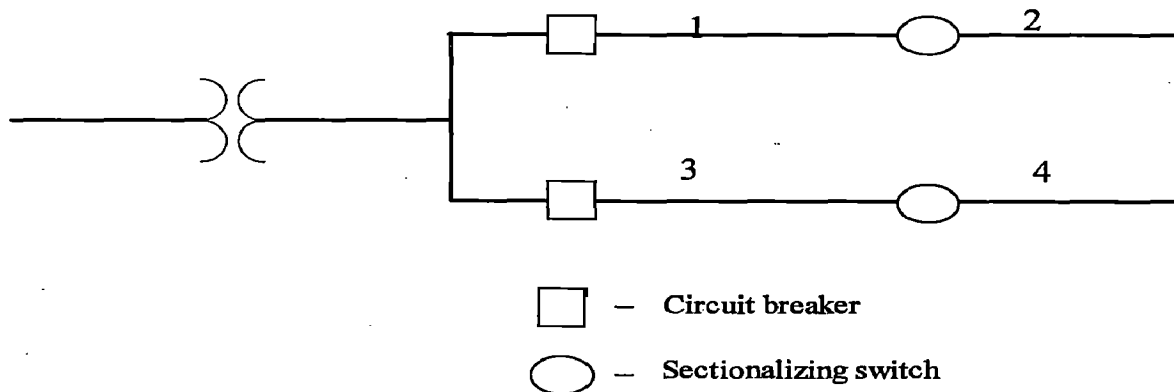 1
2
3
4
– Circuit breaker
– Sectionalizing switch